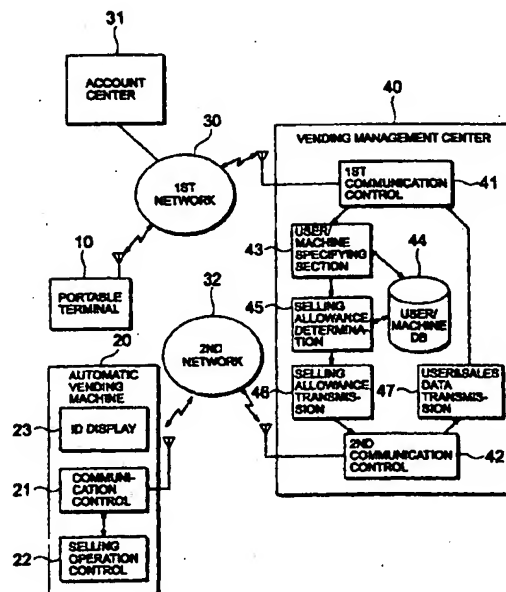 31
ACCOUNT
CENTER
30
1ST
NETWORK
10
PORTABLE
TERMINAL
32
2ND
NETWORK
20
AUTOMATIC
VENDING
MACHINE
23
ID DISPLAY
21
COMMUNI-
CATION
CONTROL
22
SELLING
OPERATION
CONTROL
40
VENDING MANAGEMENT CENTER
1ST
COMMUNICATION
CONTROL
41
43
USER/
MACHINE
SPECIFYING
SECTION
44
USER/
MACHINE
DB
45
SELLING
ALLOWANCE
DETERMINA-
TION
46
SELLING
ALLOWANCE
TRANSMIS-
SION
47
USER&SALES
DATA
TRANSMIS-
SION
2ND
COMMUNICATION
CONTROL
42